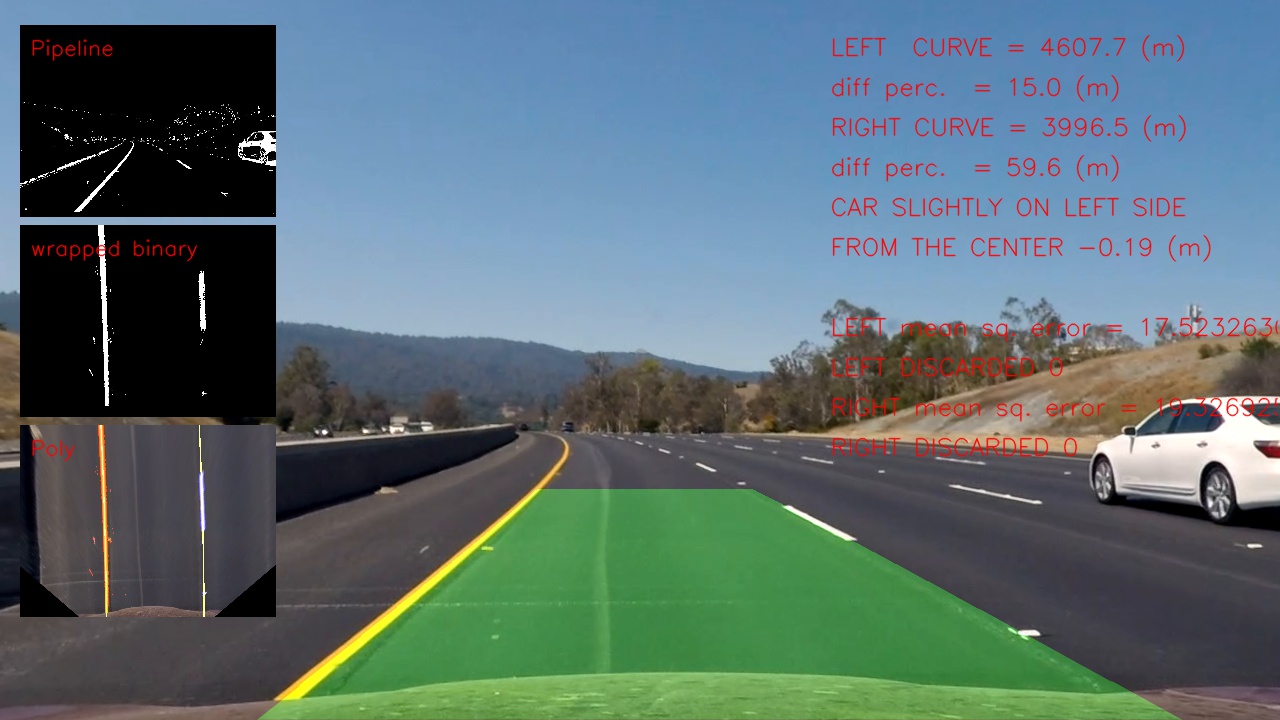 Pipeline
wrapped binary
Poly
LEFT CURVE = 4607.7 (m)
diff perc. = 15.0 (m)
RIGHT CURVE = 3996.5 (m)
diff perc. = 59.6 (m)
CAR SLIGHTLY ON LEFT SIDE
FROM THE CENTER -0.19 (m)
LEFT mean sq. error = 17.5232630
LEFT DISCARDED 0
RIGHT mean sq. error = 19.326925
RIGHT DISCARDED 0